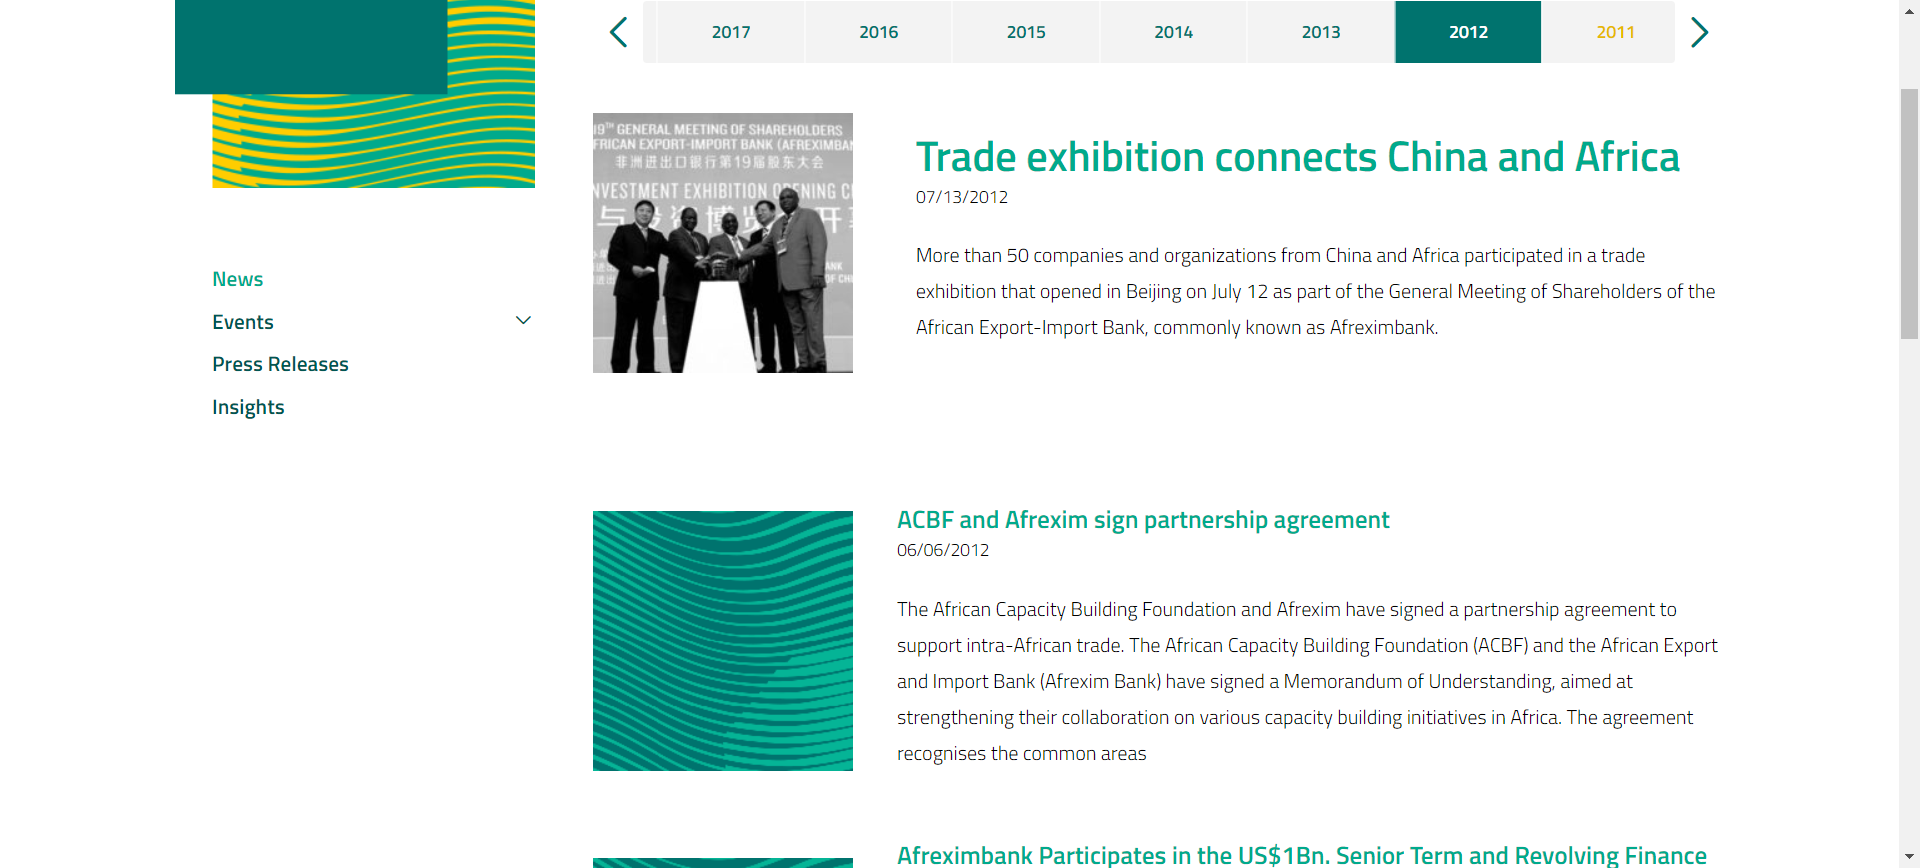 2017 2016 2015 2014 2013 2012 2011
19TH GENERAL MEETING OF SHAREHOLDERS
FRICAN EXPORT-IMPORT BANK (AFREXIMBAN
非洲进出口银行第19届股东大会
NVESTMENT EXHIBITION OPENING C
Trade exhibition connects China and Africa
07/13/2012
More than 50 companies and organizations from China and Africa participated in a trade
exhibition that opened in Beijing on July 12 as part of the General Meeting of Shareholders of the
African Export-Import Bank, commonly known as Afreximbank.
News
Events
Press Releases
Insights
ACBF and Afrexim sign partnership agreement
06/06/2012
The African Capacity Building Foundation and Afrexim have signed a partnership agreement to
support intra-African trade. The African Capacity Building Foundation (ACBF) and the African Export
and Import Bank (Afrexim Bank) have signed a Memorandum of Understanding, aimed at
strengthening their collaboration on various capacity building initiatives in Africa. The agreement
recognises the common areas
Afreximbank Participates in the US$1Bn. Senior Term and Revolving Finance